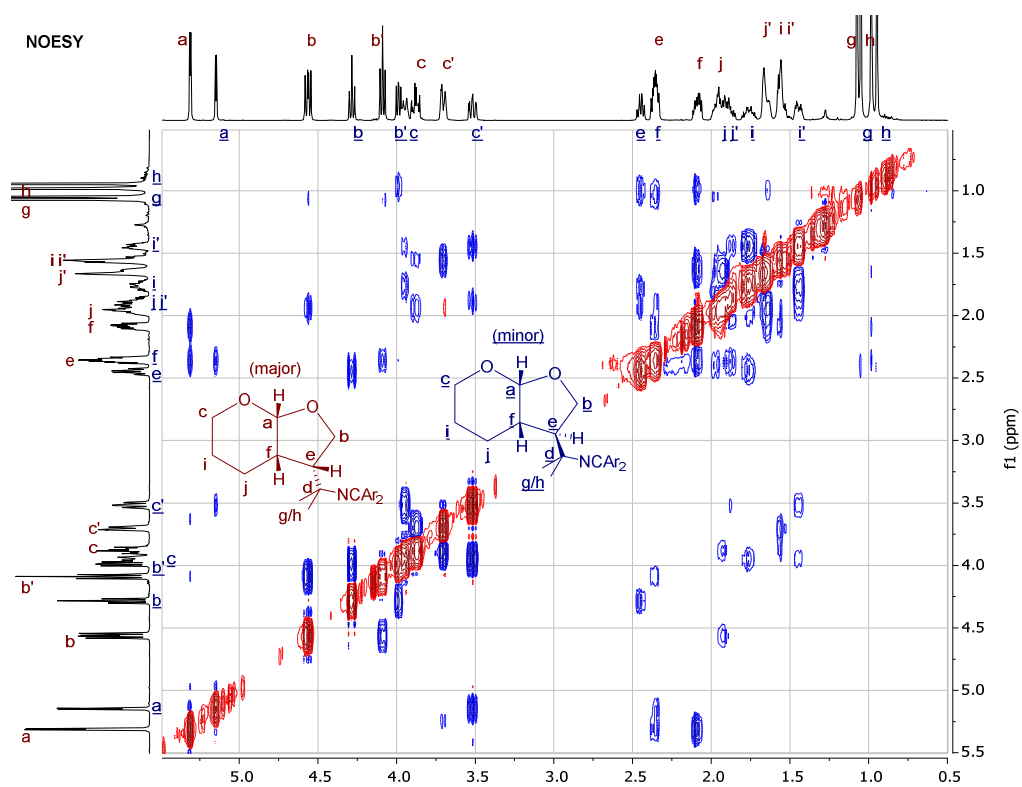 NOESY
a b b' c c' e f j j' i i' g h
a b b' c c' e f j j' i i' g h
h
g
i'
i
j j'
f
e
c'
c
b'
b
a
h
g
i i'
j'
j
f
e
c'
c
b'
b
a
(major)
H
O O
c a b
f e
i H H
j d NCAr2
g/h
(minor)
H
O O
c a b
f e
i H H
j d NCAr2
g/h
1.0
1.5
2.0
2.5
3.0
3.5
4.0
4.5
5.0
5.5
f1 (ppm)
5.0 4.5 4.0 3.5 3.0 2.5 2.0 1.5 1.0 0.5